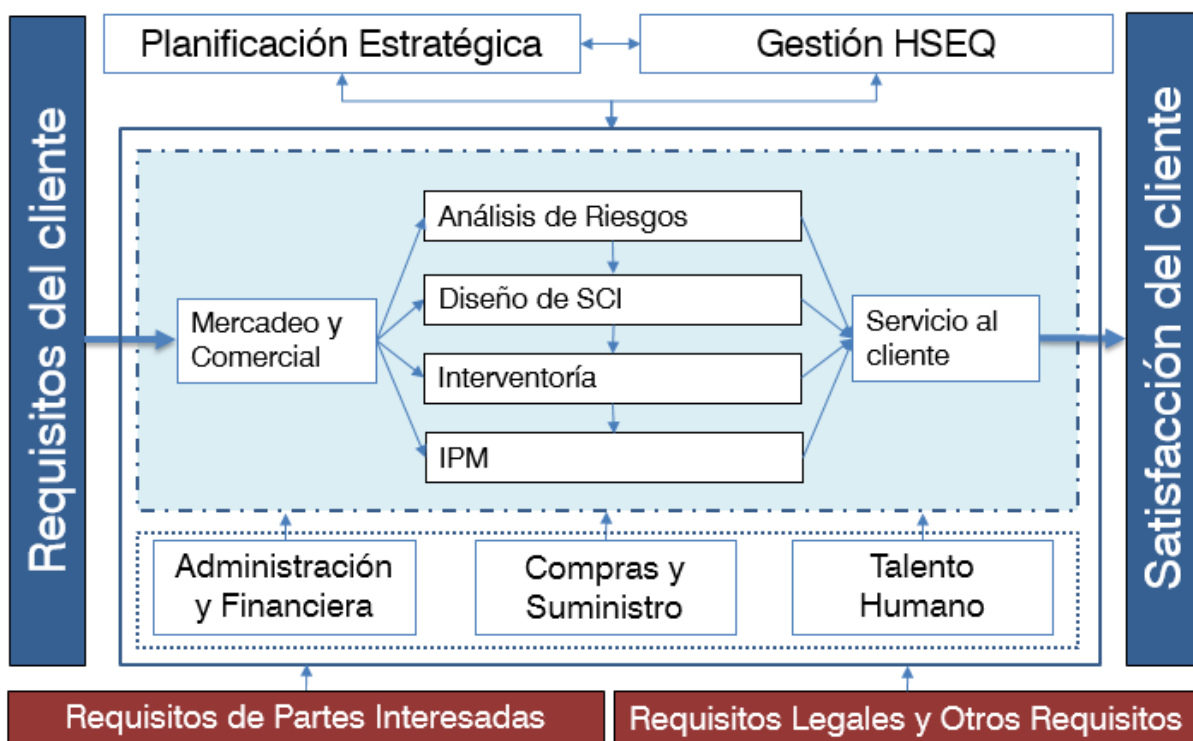 Planificación Estratégica
Gestión HSEQ
Requisitos del cliente
Análisis de Riesgos
Diseño de SCI
Mercadeo y
Comercial
Interventoría
IPM
Servicio al
cliente
Satisfacción del cliente
Administración
y Financiera
Compras y
Suministro
Talento
Humano
Requisitos de Partes Interesadas
Requisitos Legales y Otros Requisitos